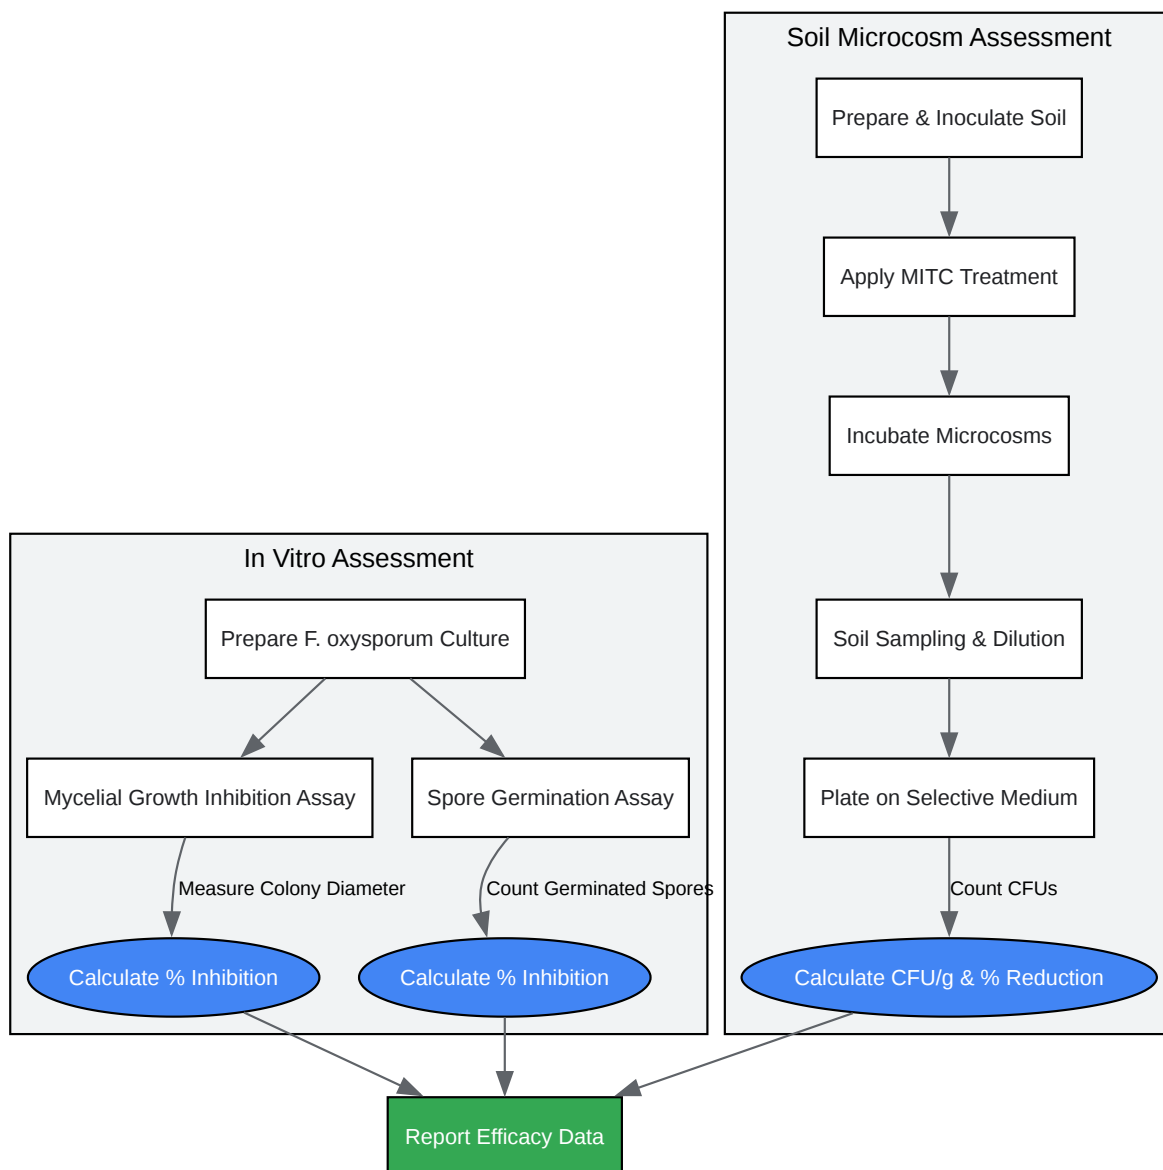 Soil Microcosm Assessment
Prepare & Inoculate Soil
Apply MITC Treatment
Incubate Microcosms
Soil Sampling & Dilution
Plate on Selective Medium
Count CFUs
Calculate CFU/g & % Reduction
In Vitro Assessment
Prepare F. oxysporum Culture
Mycelial Growth Inhibition Assay
Spore Germination Assay
Measure Colony Diameter
Count Germinated Spores
Calculate % Inhibition
Calculate % Inhibition
Report Efficacy Data